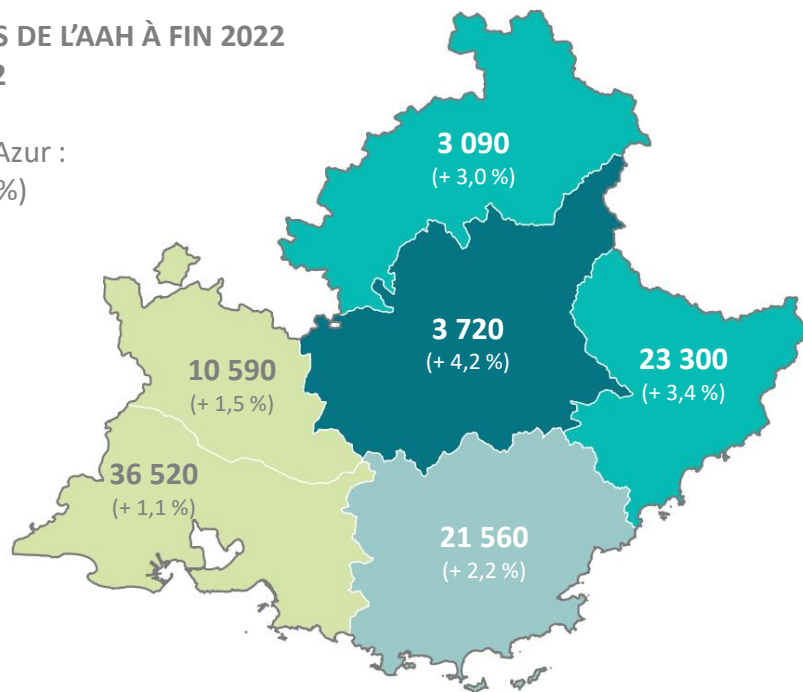 S DE L’AAH À FIN 2022
2
Azur :
%)
3 090
(+ 3,0 %)
3 720
(+ 4,2 %)
23 300
(+ 3,4 %)
10 590
(+ 1,5 %)
36 520
(+ 1,1 %)
21 560
(+ 2,2 %)